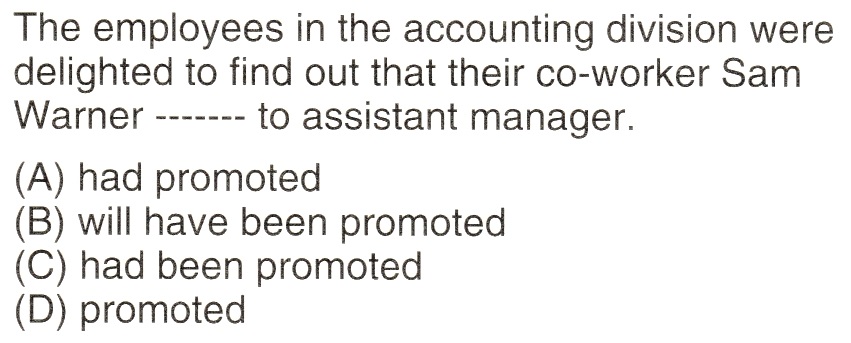 The employees in the accounting division were
delighted to find out that their co-worker Sam
Warner ------- to assistant manager.
(A) had promoted
(B) will have been promoted
(C) had been promoted
(D) promoted